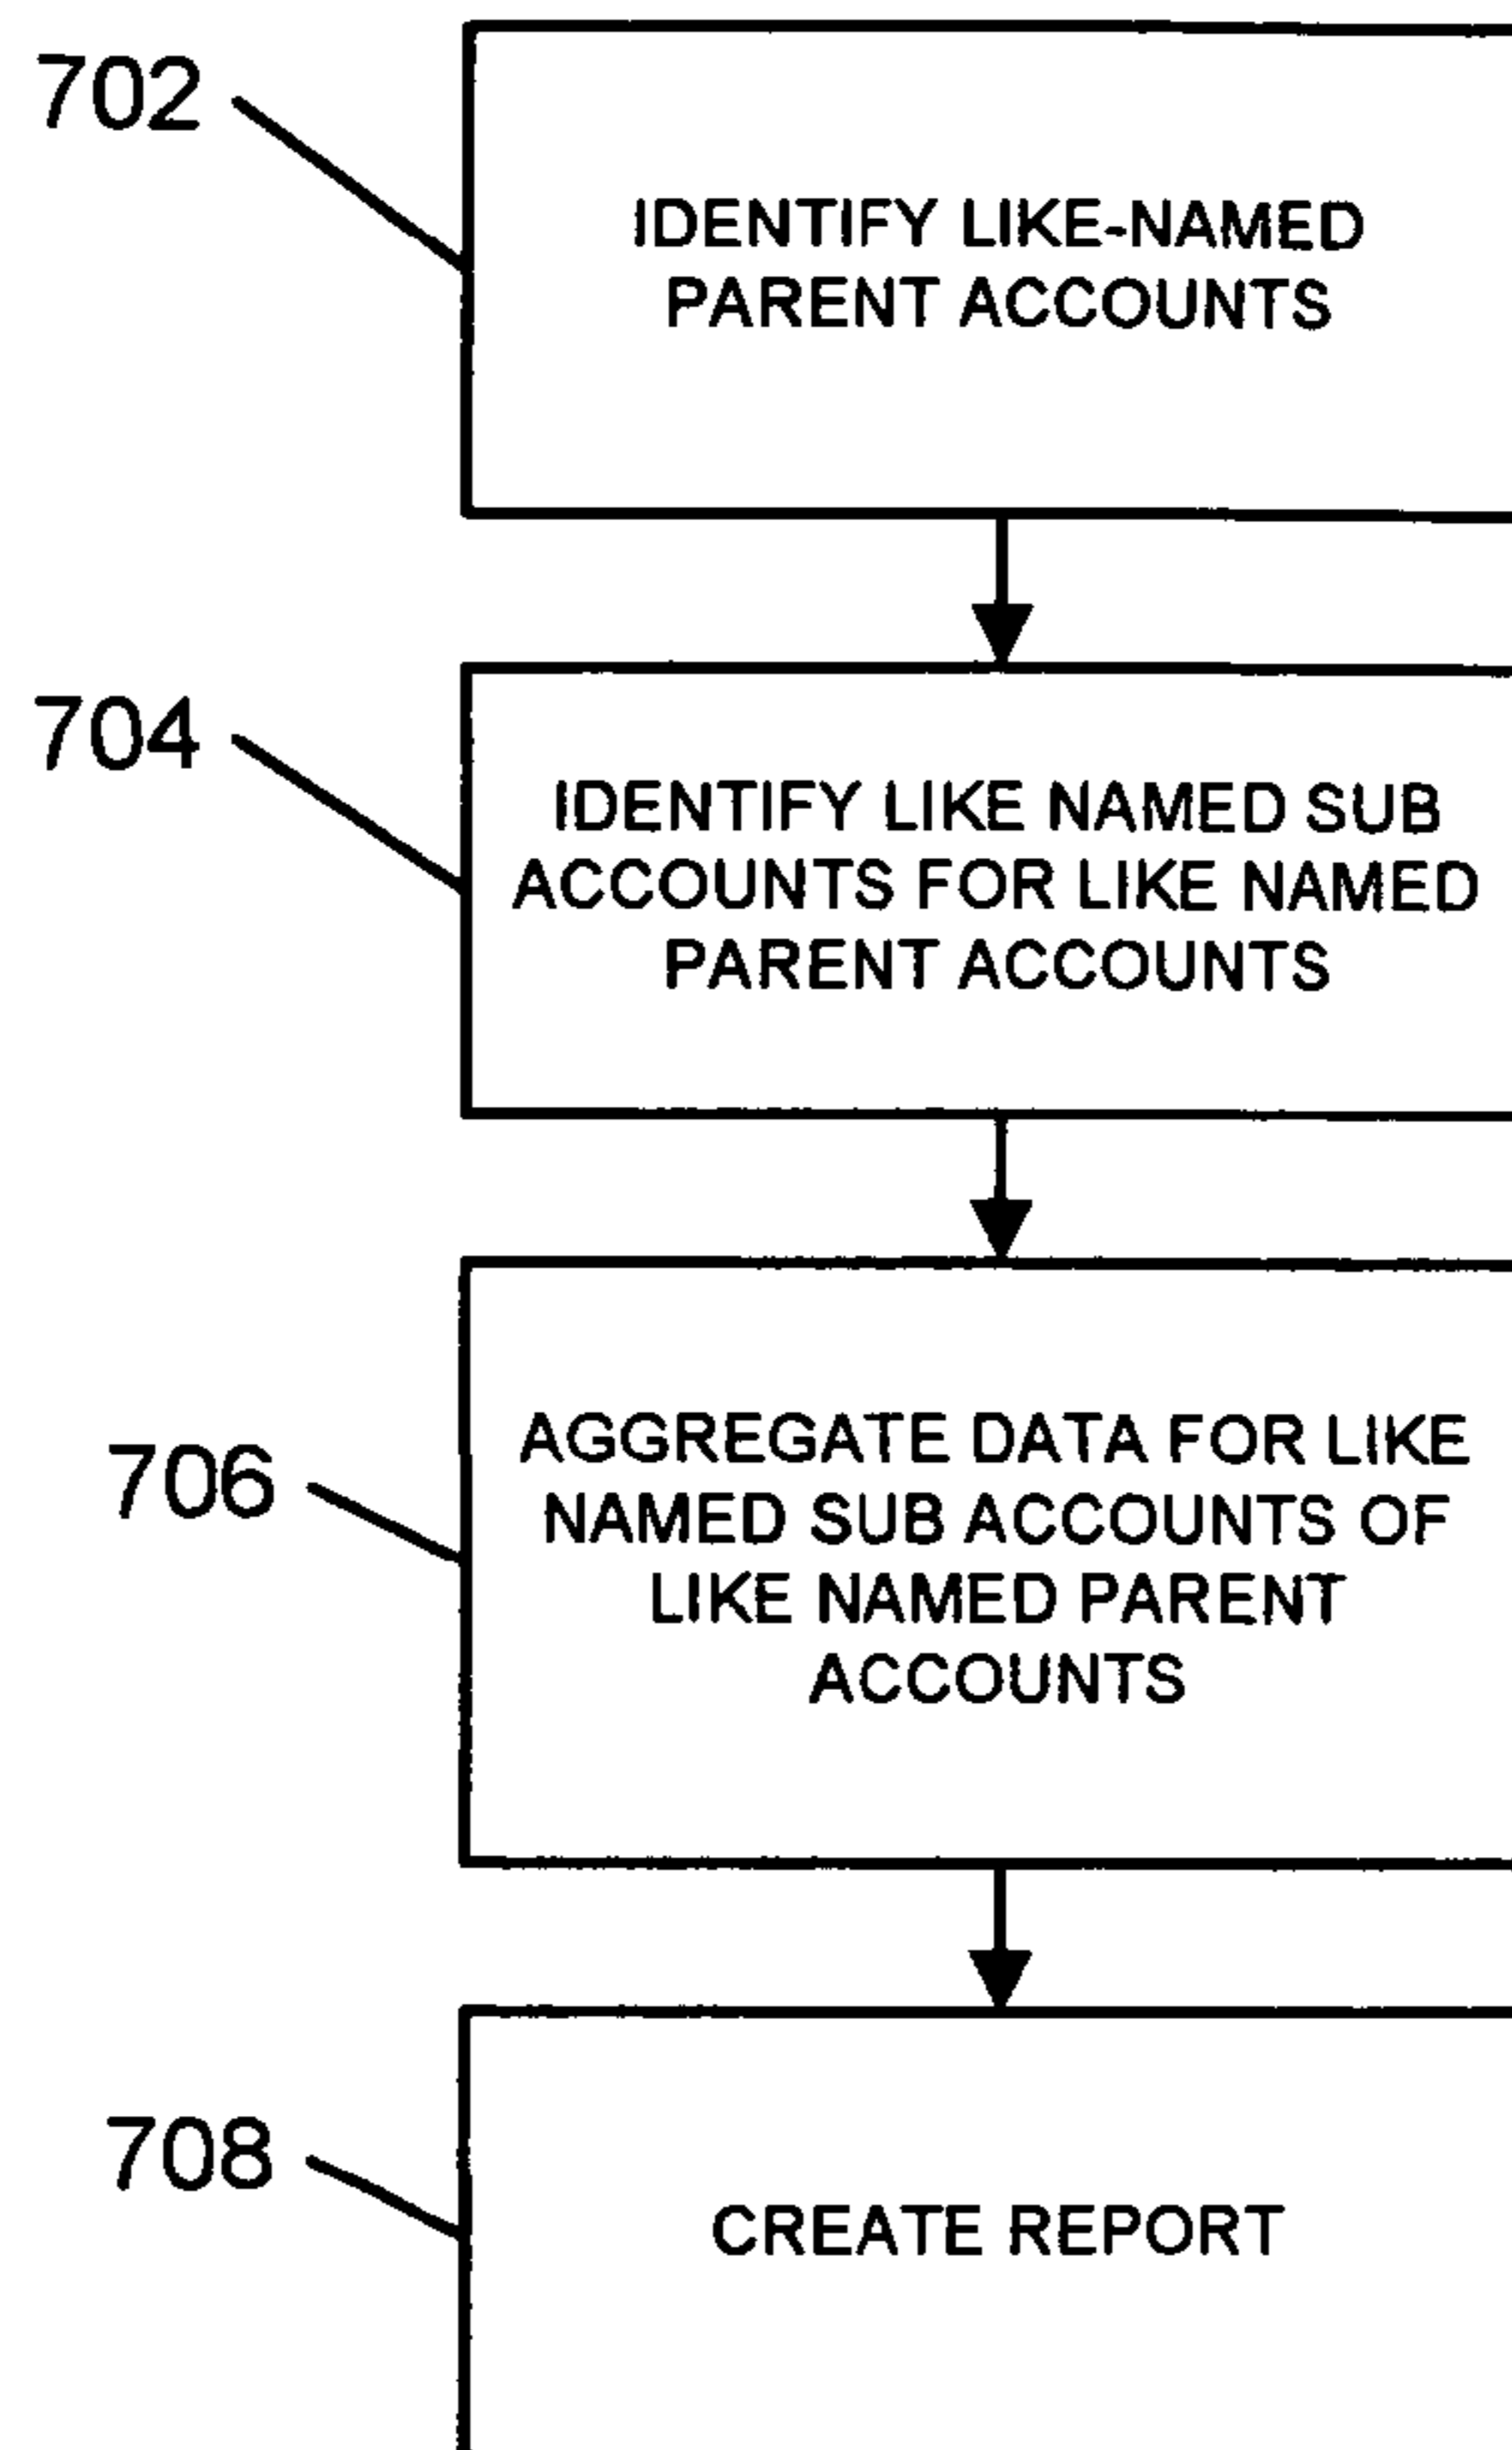 702
IDENTIFY LIKE-NAMED
PARENT ACCOUNTS
704
IDENTIFY LIKE NAMED SUB
ACCOUNTS FOR LIKE NAMED
PARENT ACCOUNTS
706
AGGREGATE DATA FOR LIKE
NAMED SUB ACCOUNTS OF
LIKE NAMED PARENT
ACCOUNTS
708
CREATE REPORT